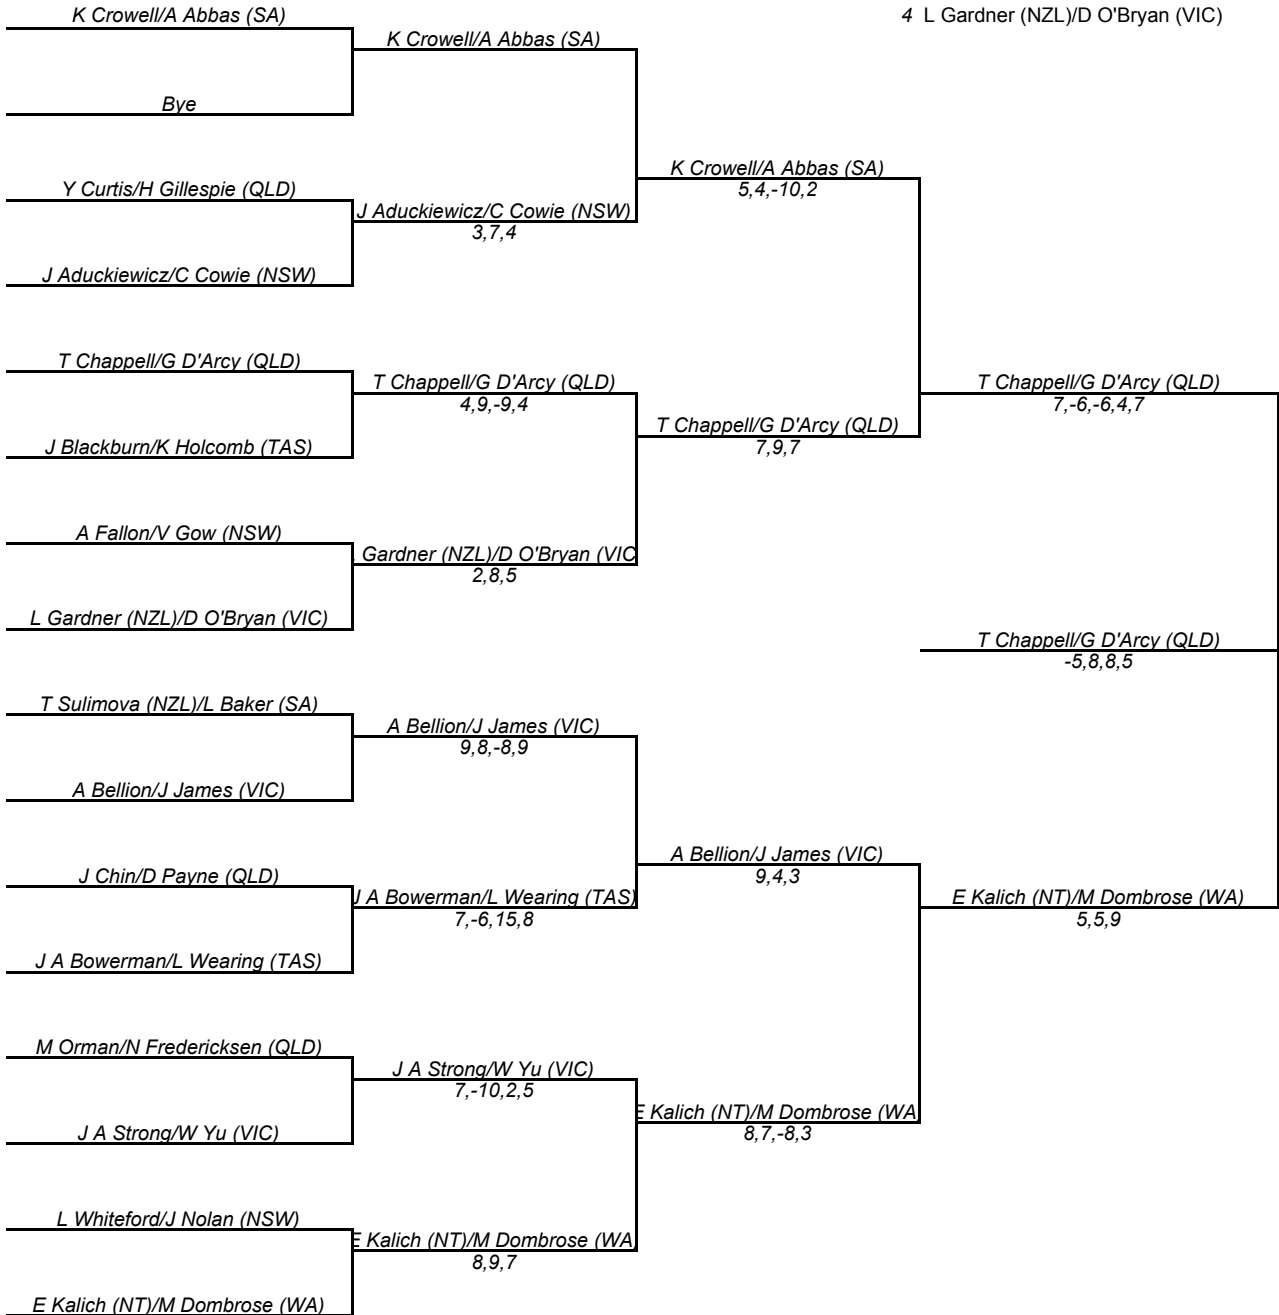 K Crowell/A Abbas (SA)
4 L Gardner (NZL)/D O'Bryan (VIC)
K Crowell/A Abbas (SA)
Bye
K Crowell/A Abbas (SA)
5,4,-10,2
Y Curtis/H Gillespie (QLD)
J Aduckiewicz/C Cowie (NSW)
3,7,4
J Aduckiewicz/C Cowie (NSW)
T Chappell/G D'Arcy (QLD)
T Chappell/G D'Arcy (QLD)
4,9,-9,4
T Chappell/G D'Arcy (QLD)
7,-6,-6,4,7
T Chappell/G D'Arcy (QLD)
7,9,7
J Blackburn/K Holcomb (TAS)
A Fallon/V Gow (NSW)
Gardner (NZL)/D O'Bryan (VIC
2,8,5
L Gardner (NZL)/D O'Bryan (VIC)
T Chappell/G D'Arcy (QLD)
-5,8,8,5
T Sulimova (NZL)/L Baker (SA)
A Bellion/J James (VIC)
9,8,-8,9
A Bellion/J James (VIC)
A Bellion/J James (VIC)
9,4,3
J Chin/D Payne (QLD)
J A Bowerman/L Wearing (TAS)
7,-6,15,8
E Kalich (NT)/M Dombrose (WA)
5,5,9
J A Bowerman/L Wearing (TAS)
M Orman/N Fredericksen (QLD)
J A Strong/W Yu (VIC)
7,-10,2,5
E Kalich (NT)/M Dombrose (WA
8,7,-8,3
J A Strong/W Yu (VIC)
L Whiteford/J Nolan (NSW)
E Kalich (NT)/M Dombrose (WA
8,9,7
E Kalich (NT)/M Dombrose (WA)